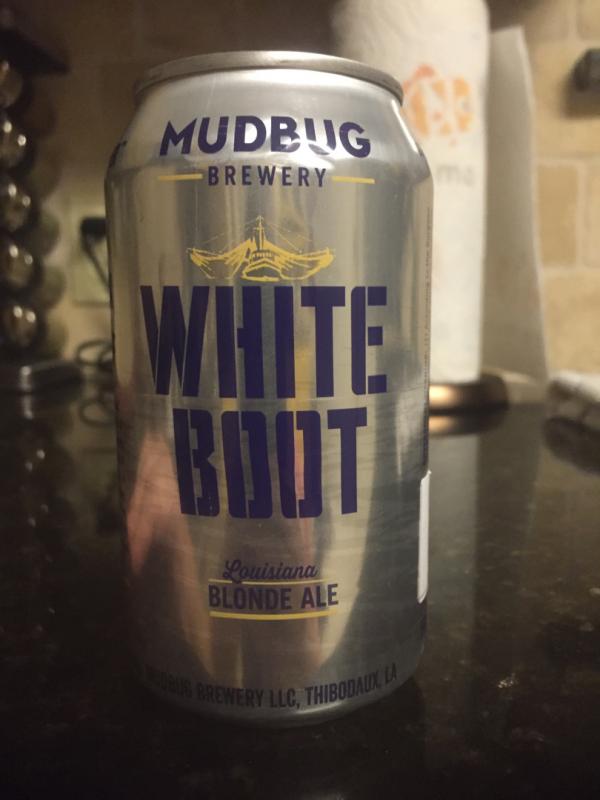 MUDBUG
BREWERY
WHITE
BOOT
Louisiana
BLONDE ALE
MUDBUG BREWERY LLC, THIBODAUX, LA